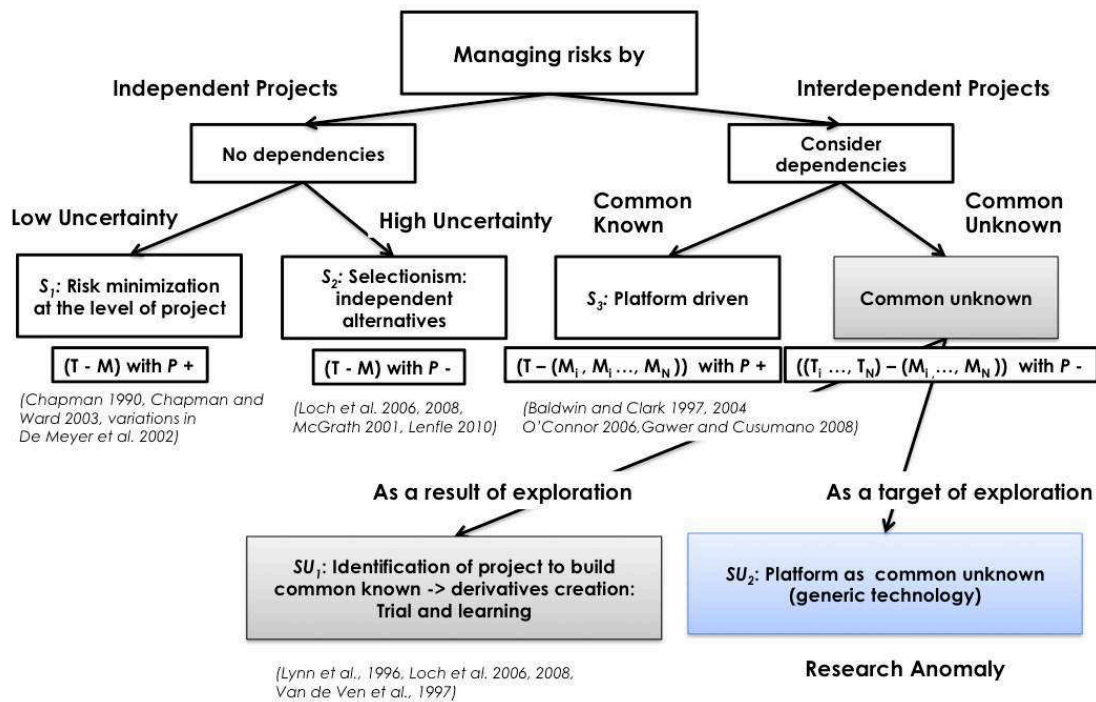 Managing risks by
Independent Projects
Interdependent Projects
No dependencies
Consider
dependencies
Low Uncertainty
High Uncertainty
Common
Known
Common
Unknown
S1: Risk minimization
at the level of project
S2: Selectionism:
independent
alternatives
S3: Platform driven
Common unknown
(T - M) with P +
(T - M) with P -
(T – (Mi , Mi ..., MN)) with P +
((Ti ..., TN) – (Mi ,..., MN)) with P -
(Chapman 1990, Chapman and
Ward 2003, variations in
De Meyer et al. 2002)
(Loch et al. 2006, 2008,
McGrath 2001, Lenfle 2010)
(Baldwin and Clark 1997, 2004
O'Connor 2006,Gawer and Cusumano 2008)
As a result of exploration
As a target of exploration
SU1: Identification of project to build
common known -> derivatives creation:
Trial and learning
SU2: Platform as common unknown
(generic technology)
(Lynn et al., 1996, Loch et al. 2006, 2008,
Van de Ven et al., 1997)
Research Anomaly